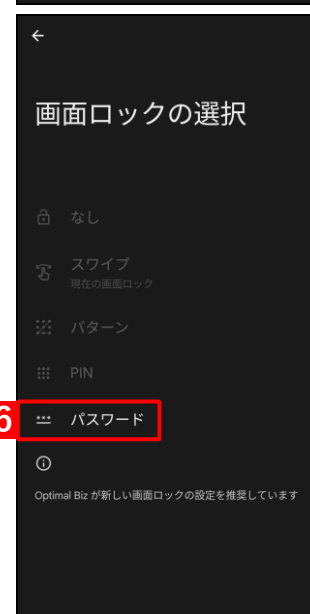 画面ロックの選択
なし
スワイプ
現在の画面ロック
パターン
PIN
6 パスワード
Optimal Biz が新しい画面ロックの設定を推奨しています